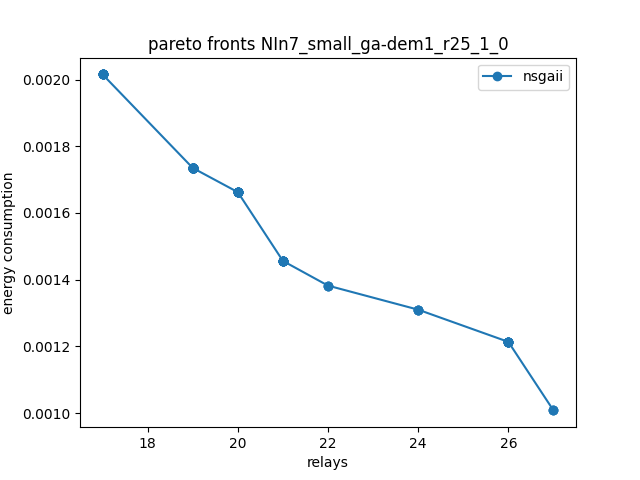 pareto fronts NIn7_small_ga-dem1_r25_1_0
nsgaii
energy consumption
0.0020
0.0018
0.0016
0.0014
0.0012
0.0010
18 20 22 24 26
relays